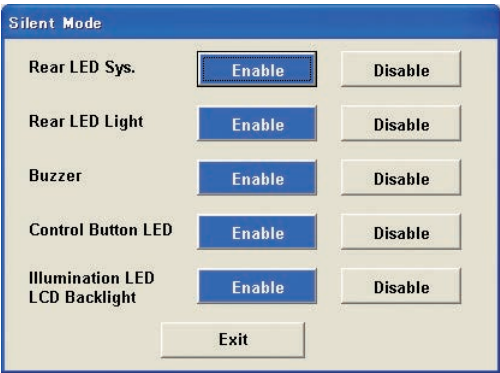 Silent Mode
Rear LED Sys. Enable Disable
Rear LED Light Enable Disable
Buzzer Enable Disable
Control Button LED Enable Disable
Illumination LED
LCD Backlight Enable Disable
Exit